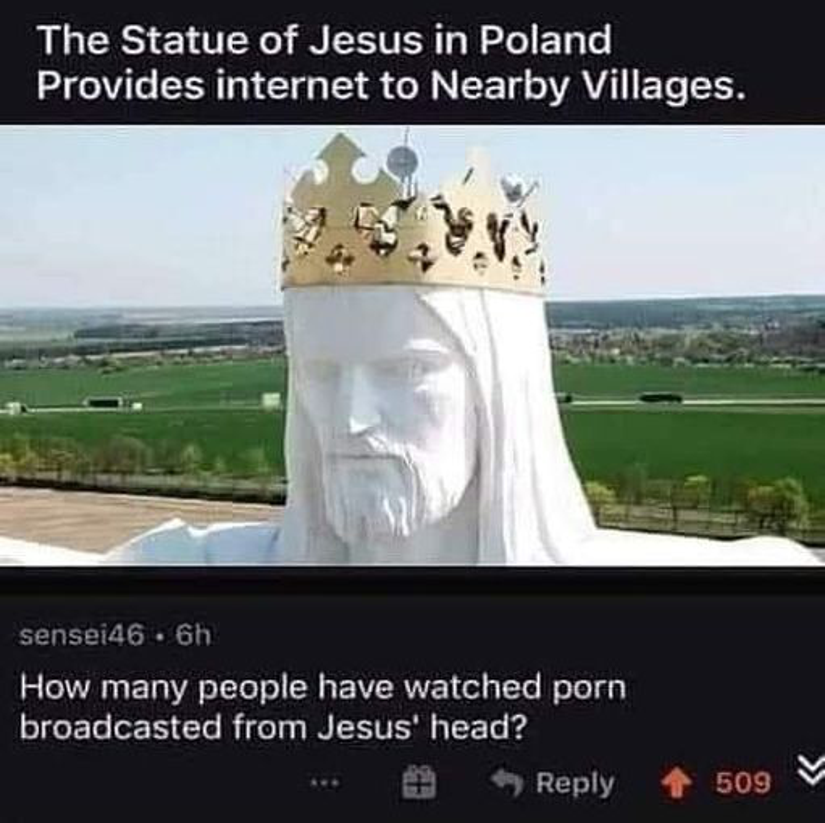 The Statue of Jesus in Poland
Provides internet to Nearby Villages.
sensei46 • 6h
How many people have watched porn
broadcasted from Jesus' head?
... Reply 509